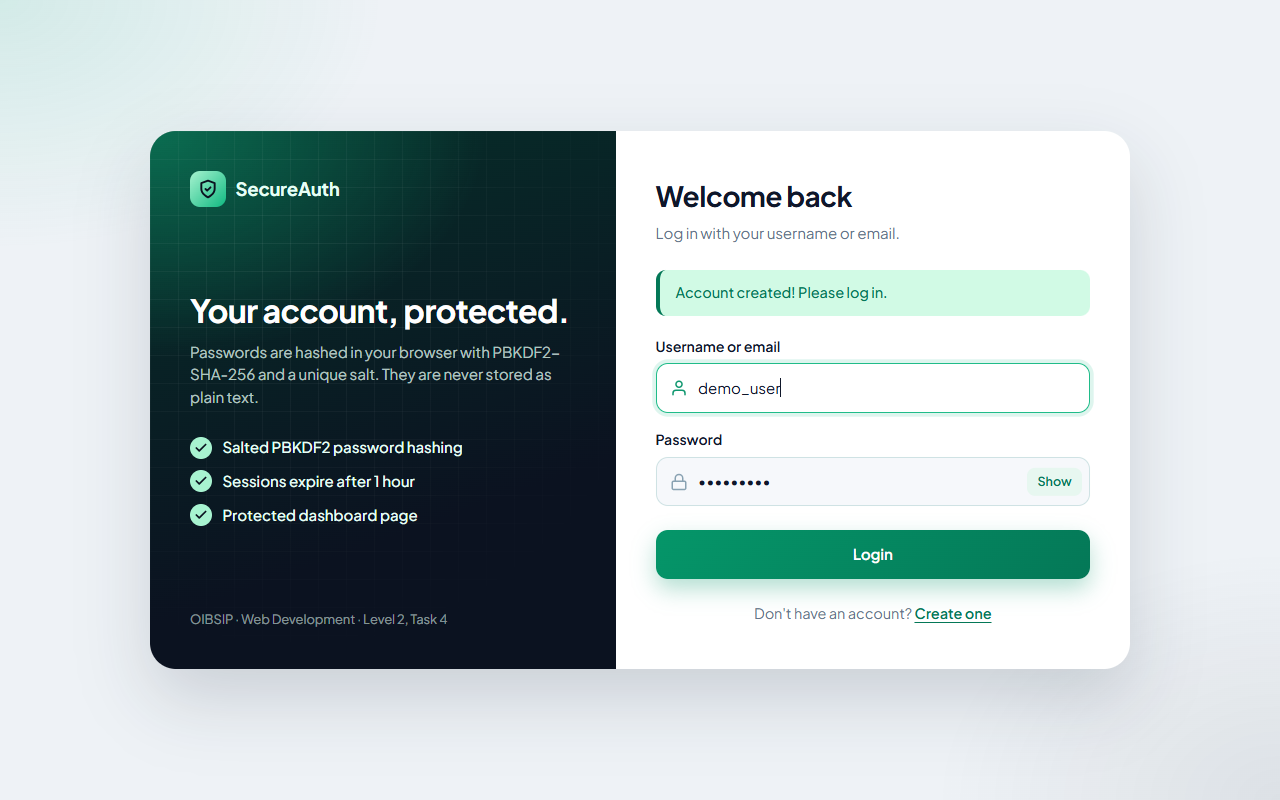 SecureAuth
Your account, protected.
Passwords are hashed in your browser with PBKDF2-
SHA-256 and a unique salt. They are never stored as
plain text.
Salted PBKDF2 password hashing
Sessions expire after 1 hour
Protected dashboard page
OIBSIP · Web Development · Level 2, Task 4
Welcome back
Log in with your username or email.
Account created! Please log in.
Username or email
demo_user
Password
•••••••••
Show
Login
Don't have an account? Create one